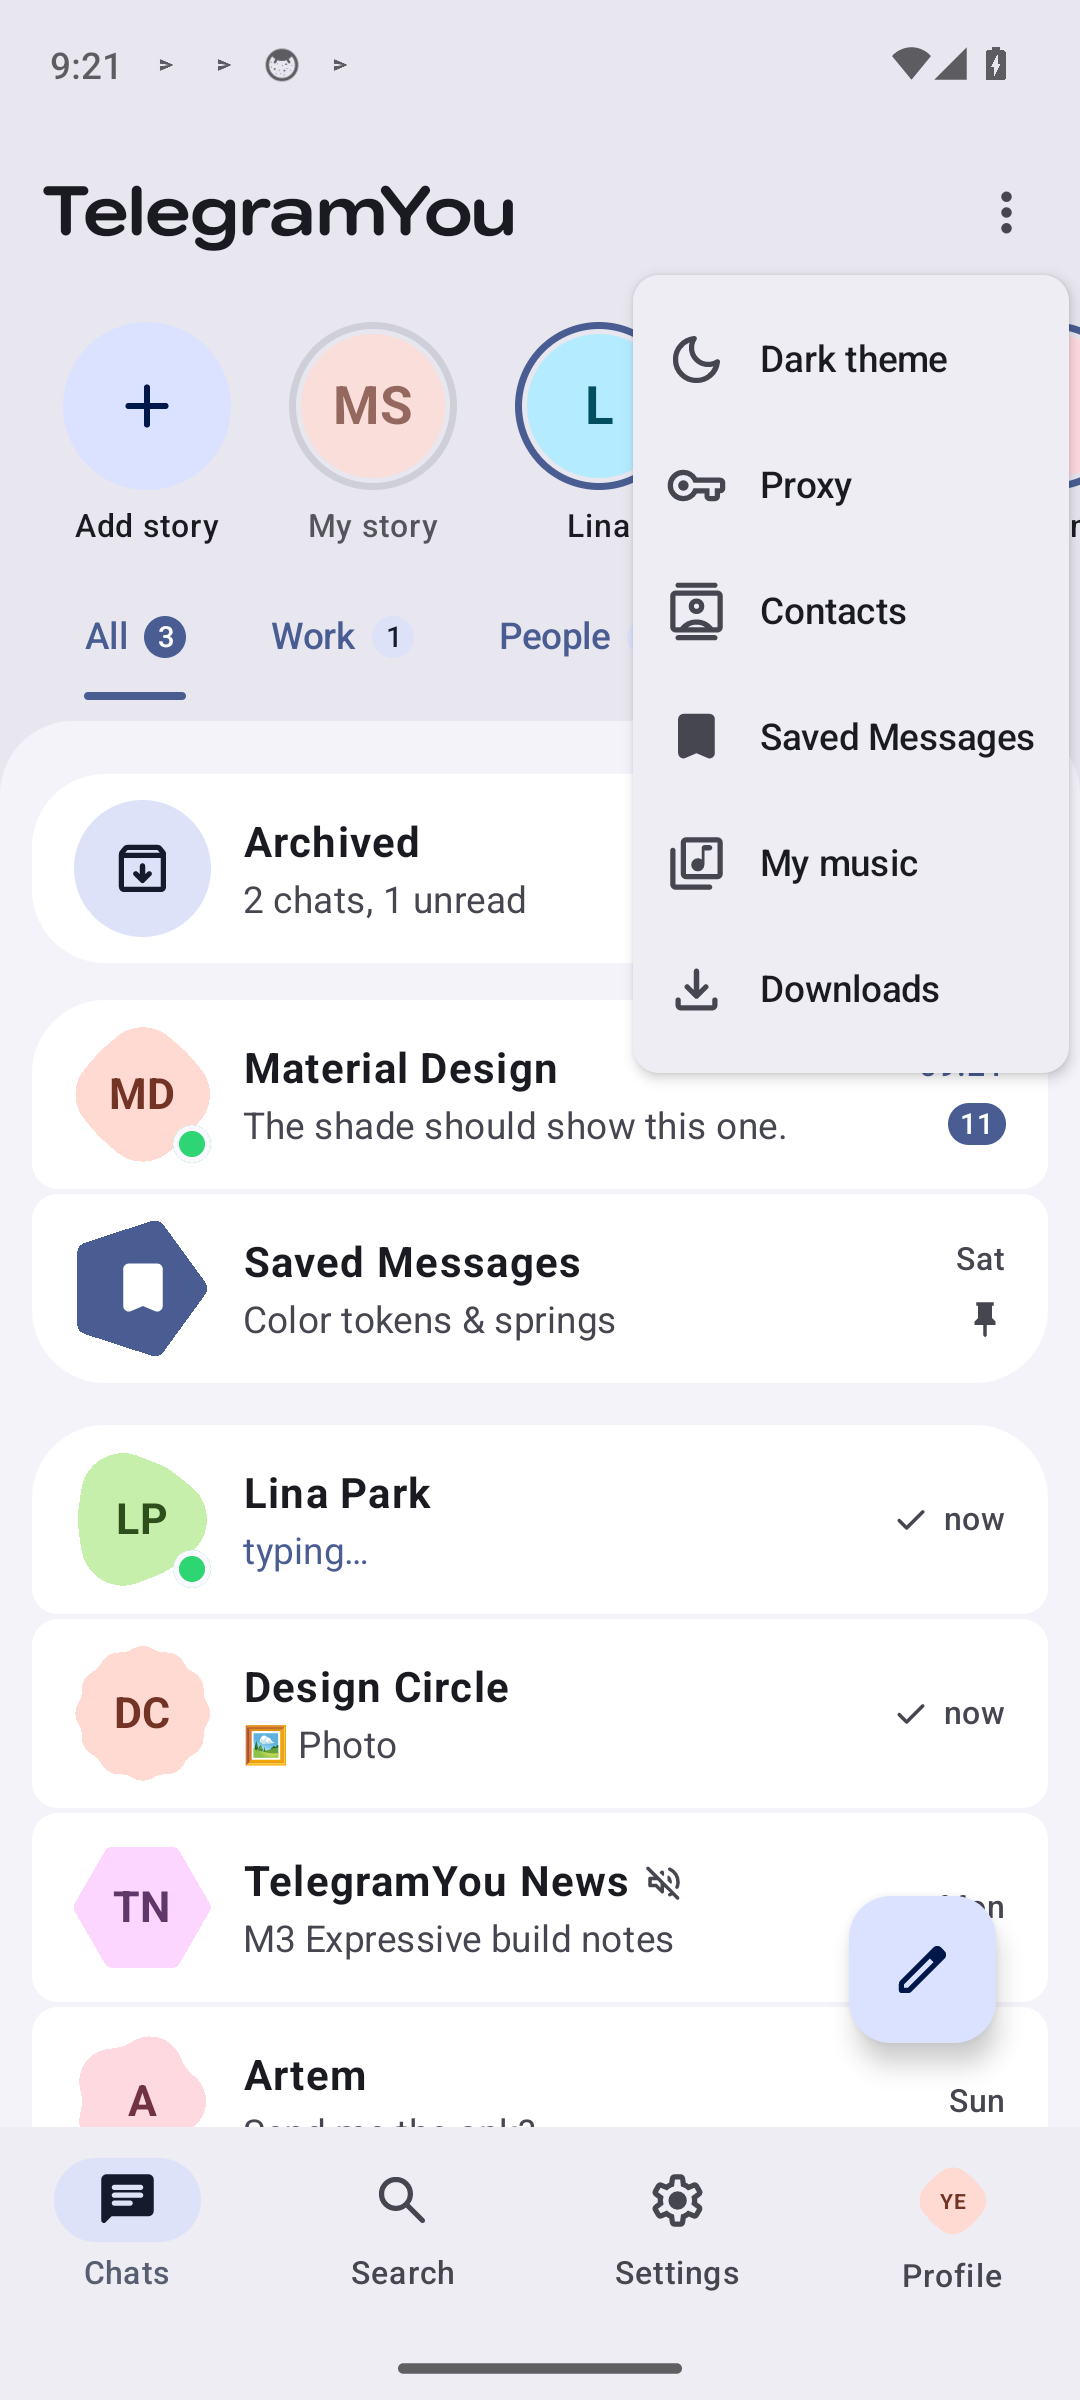 9:21
TelegramYou
MS
L
Add story
My story
Lina
Dark theme
Proxy
Contacts
Saved Messages
My music
Downloads
All 3
Work 1
People
Archived
2 chats, 1 unread
MD
Material Design
The shade should show this one.
11
Saved Messages
Sat
Color tokens & springs
LP
Lina Park
now
typing…
DC
Design Circle
now
Photo
TN
TelegramYou News
M3 Expressive build notes
A
Artem
Sun
YE
Chats
Search
Settings
Profile